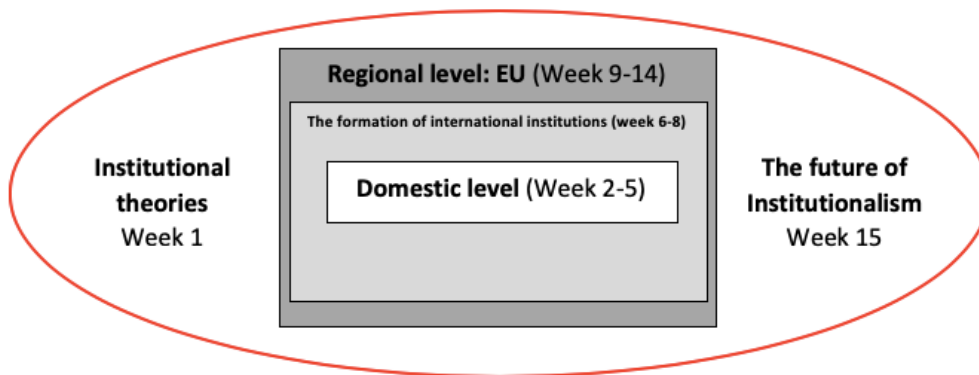 Regional level: EU (Week 9-14)
The formation of international institutions (week 6-8)
Domestic level (Week 2-5)
Institutional
theories
Week 1
The future of
Institutionalism
Week 15